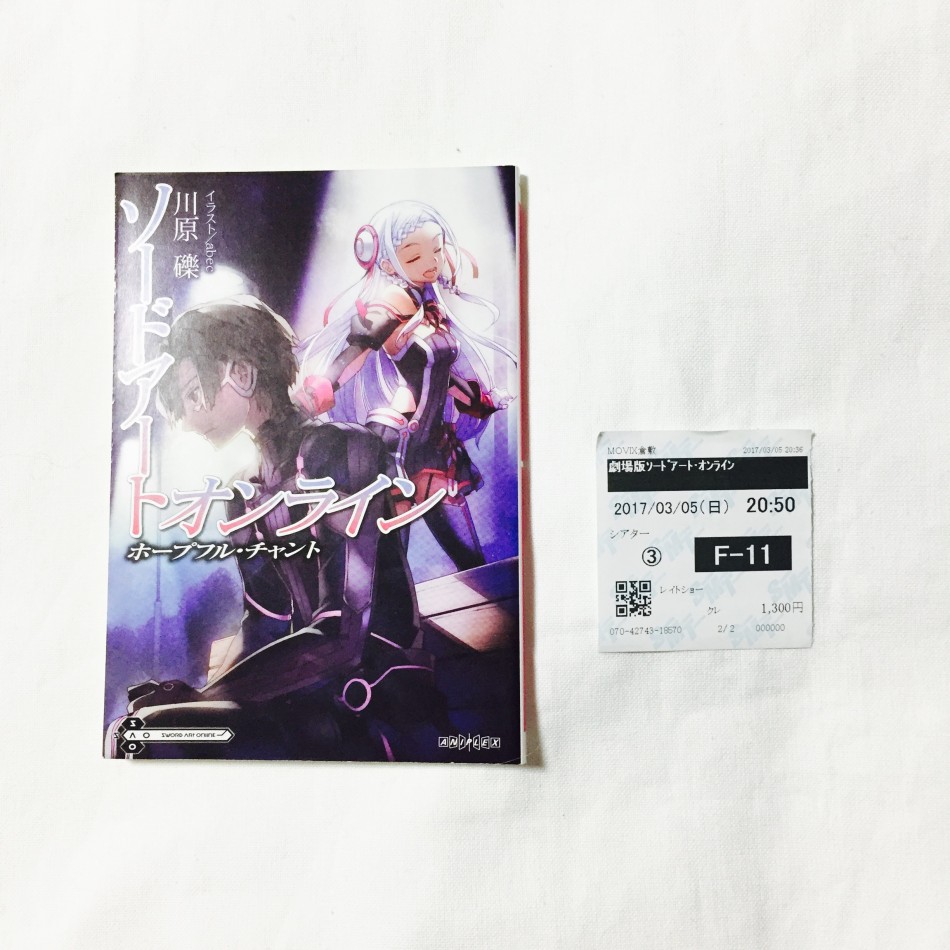 イラスト/abec
川原 礫
ソードアートオンライン
ホープフル・チャント
SAO
SWORD ART ONLINE
ANIPLEX
MOVIX倉敷 2017/03/05 20:36
劇場版ソードアート・オンライン
2017/03/05(日) 20:50
シアター
③ F-11
レイトショー
クレ 1,300円
070-42743-18570 2/2 000000